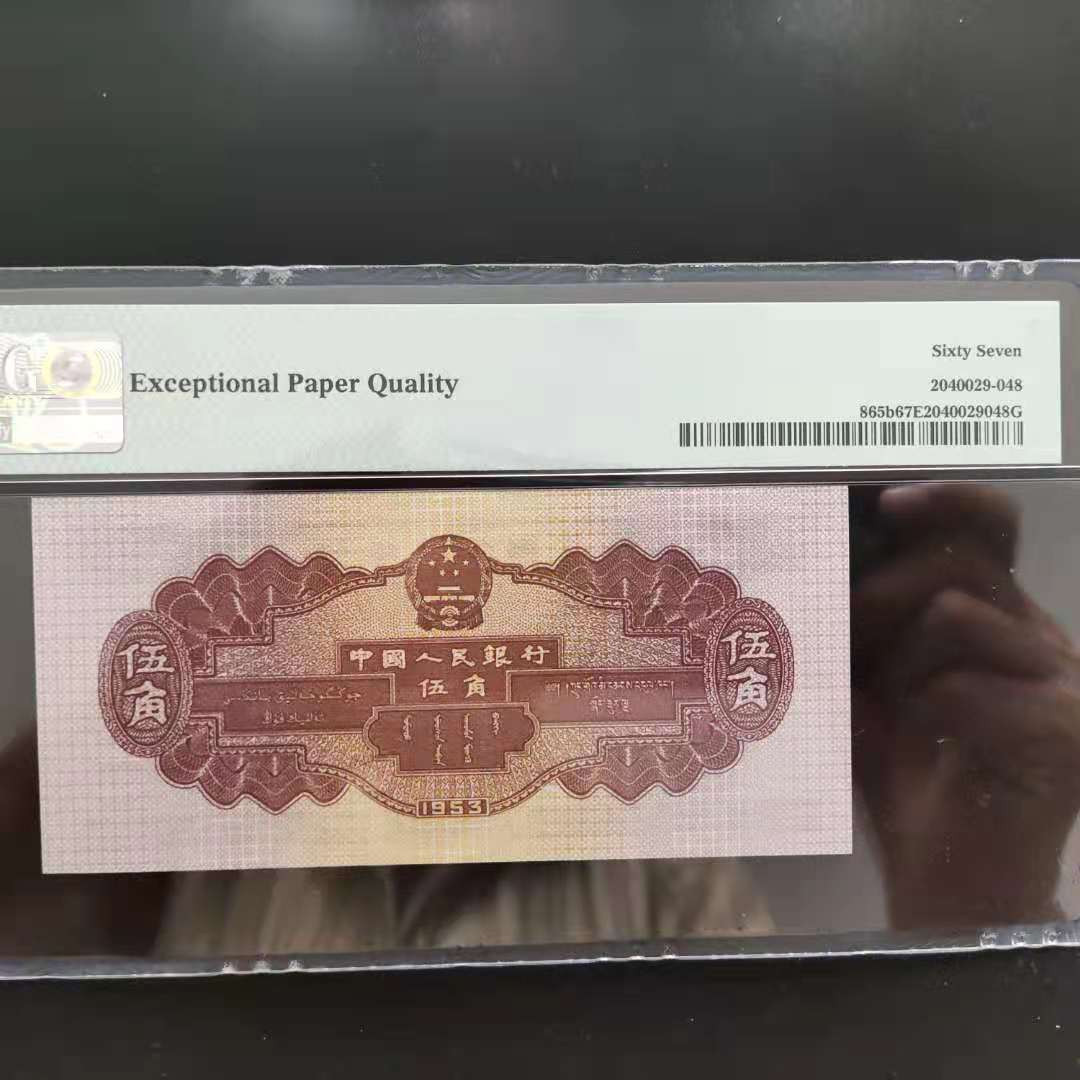 G
Exceptional Paper Quality
Sixty Seven
2040029-048
865b67E2040029048G
中國人民銀行
伍角
伍角
伍角
1953